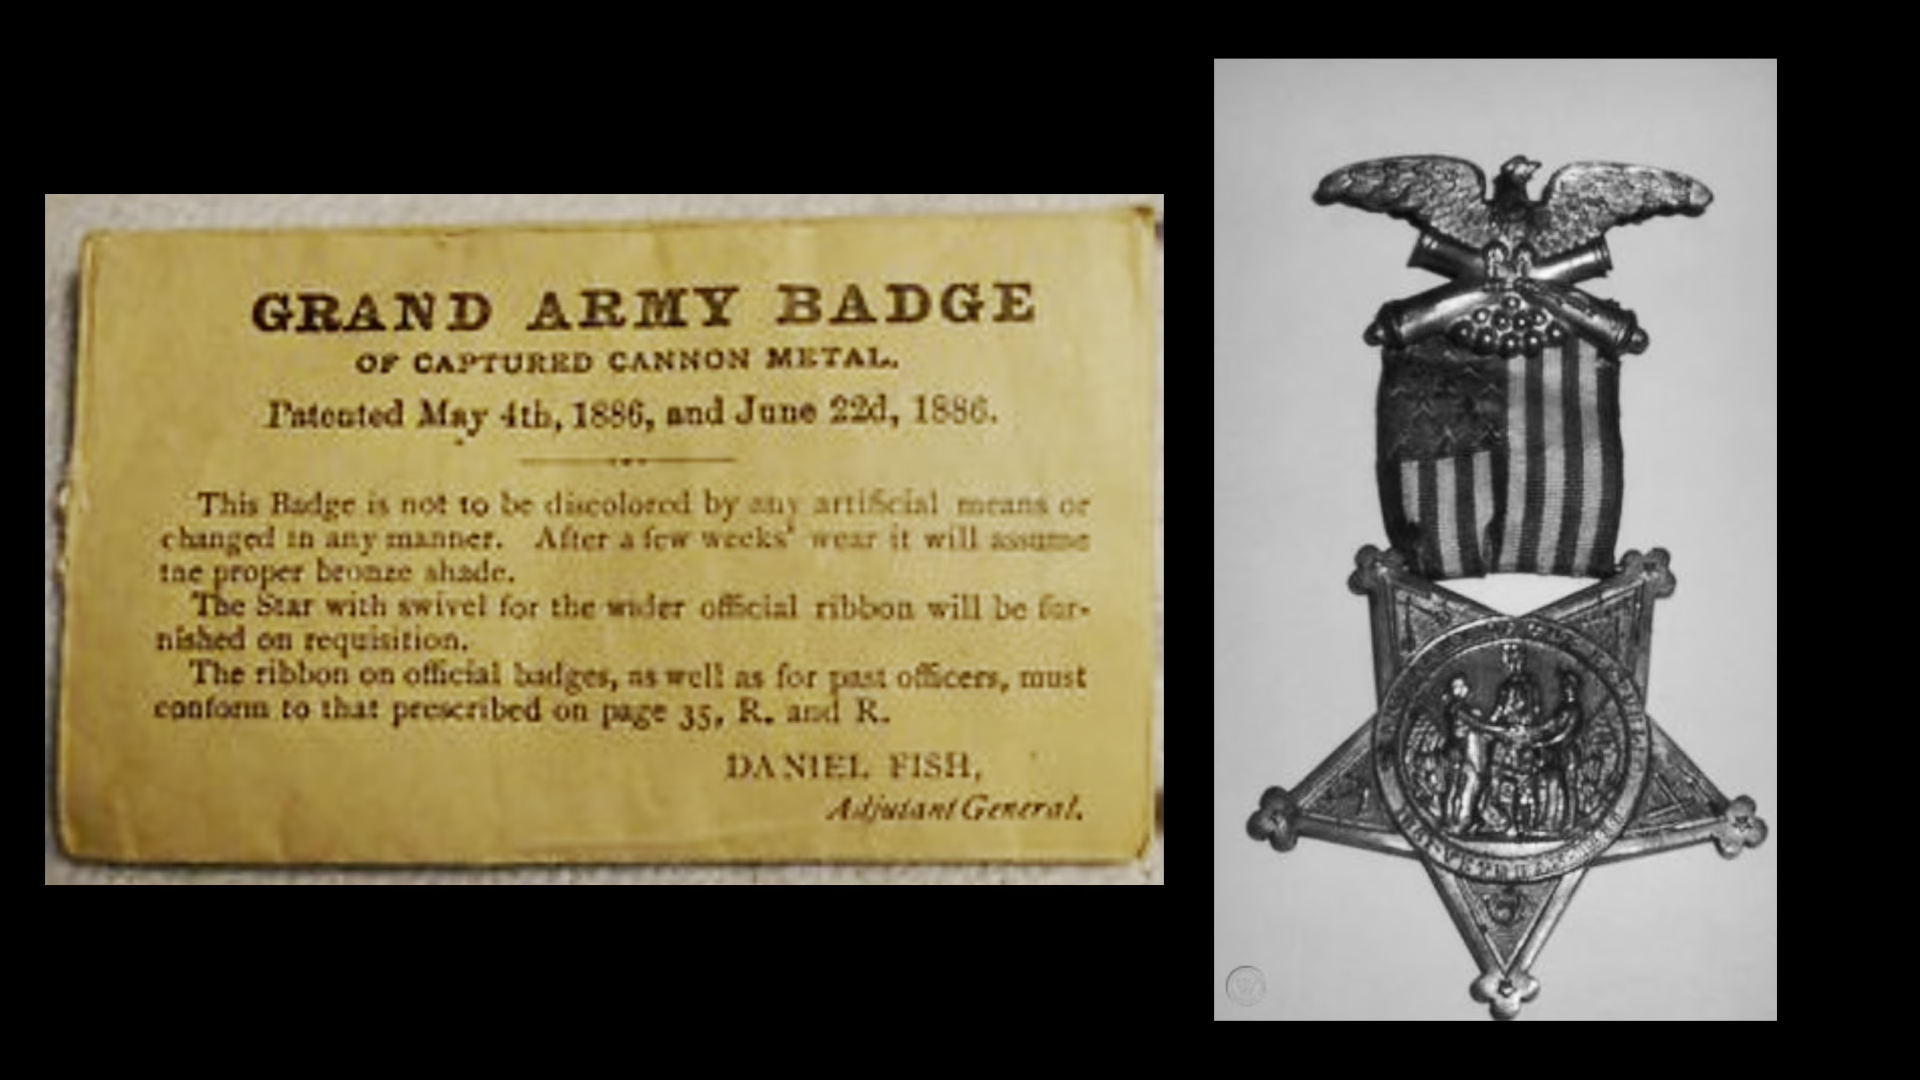 GRAND ARMY BADGE
OF CAPTURED CANNON METAL.
Patented May 4th, 1886, and June 22d, 1886.
This Badge is not to be discolored by any artificial means or
changed in any manner. After a few weeks' wear it will assume
the proper bronze shade.
The Star with swivel for the wider official ribbon will be fur-
nished on requisition.
The ribbon on official badges, as well as for past officers, must
conform to that prescribed on page 35, R. and R.
DANIEL FISH,
Adjutant General.